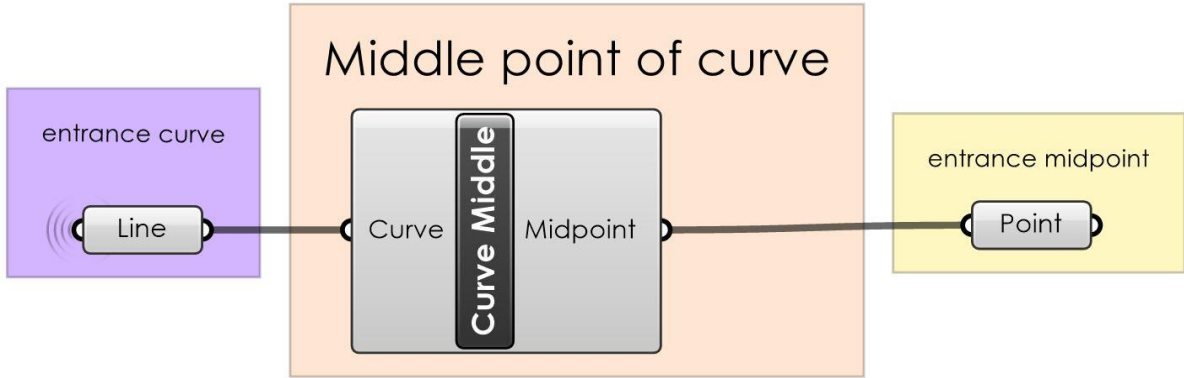 Middle point of curve
entrance curve
Line
Curve
Curve Middle
Midpoint
entrance midpoint
Point